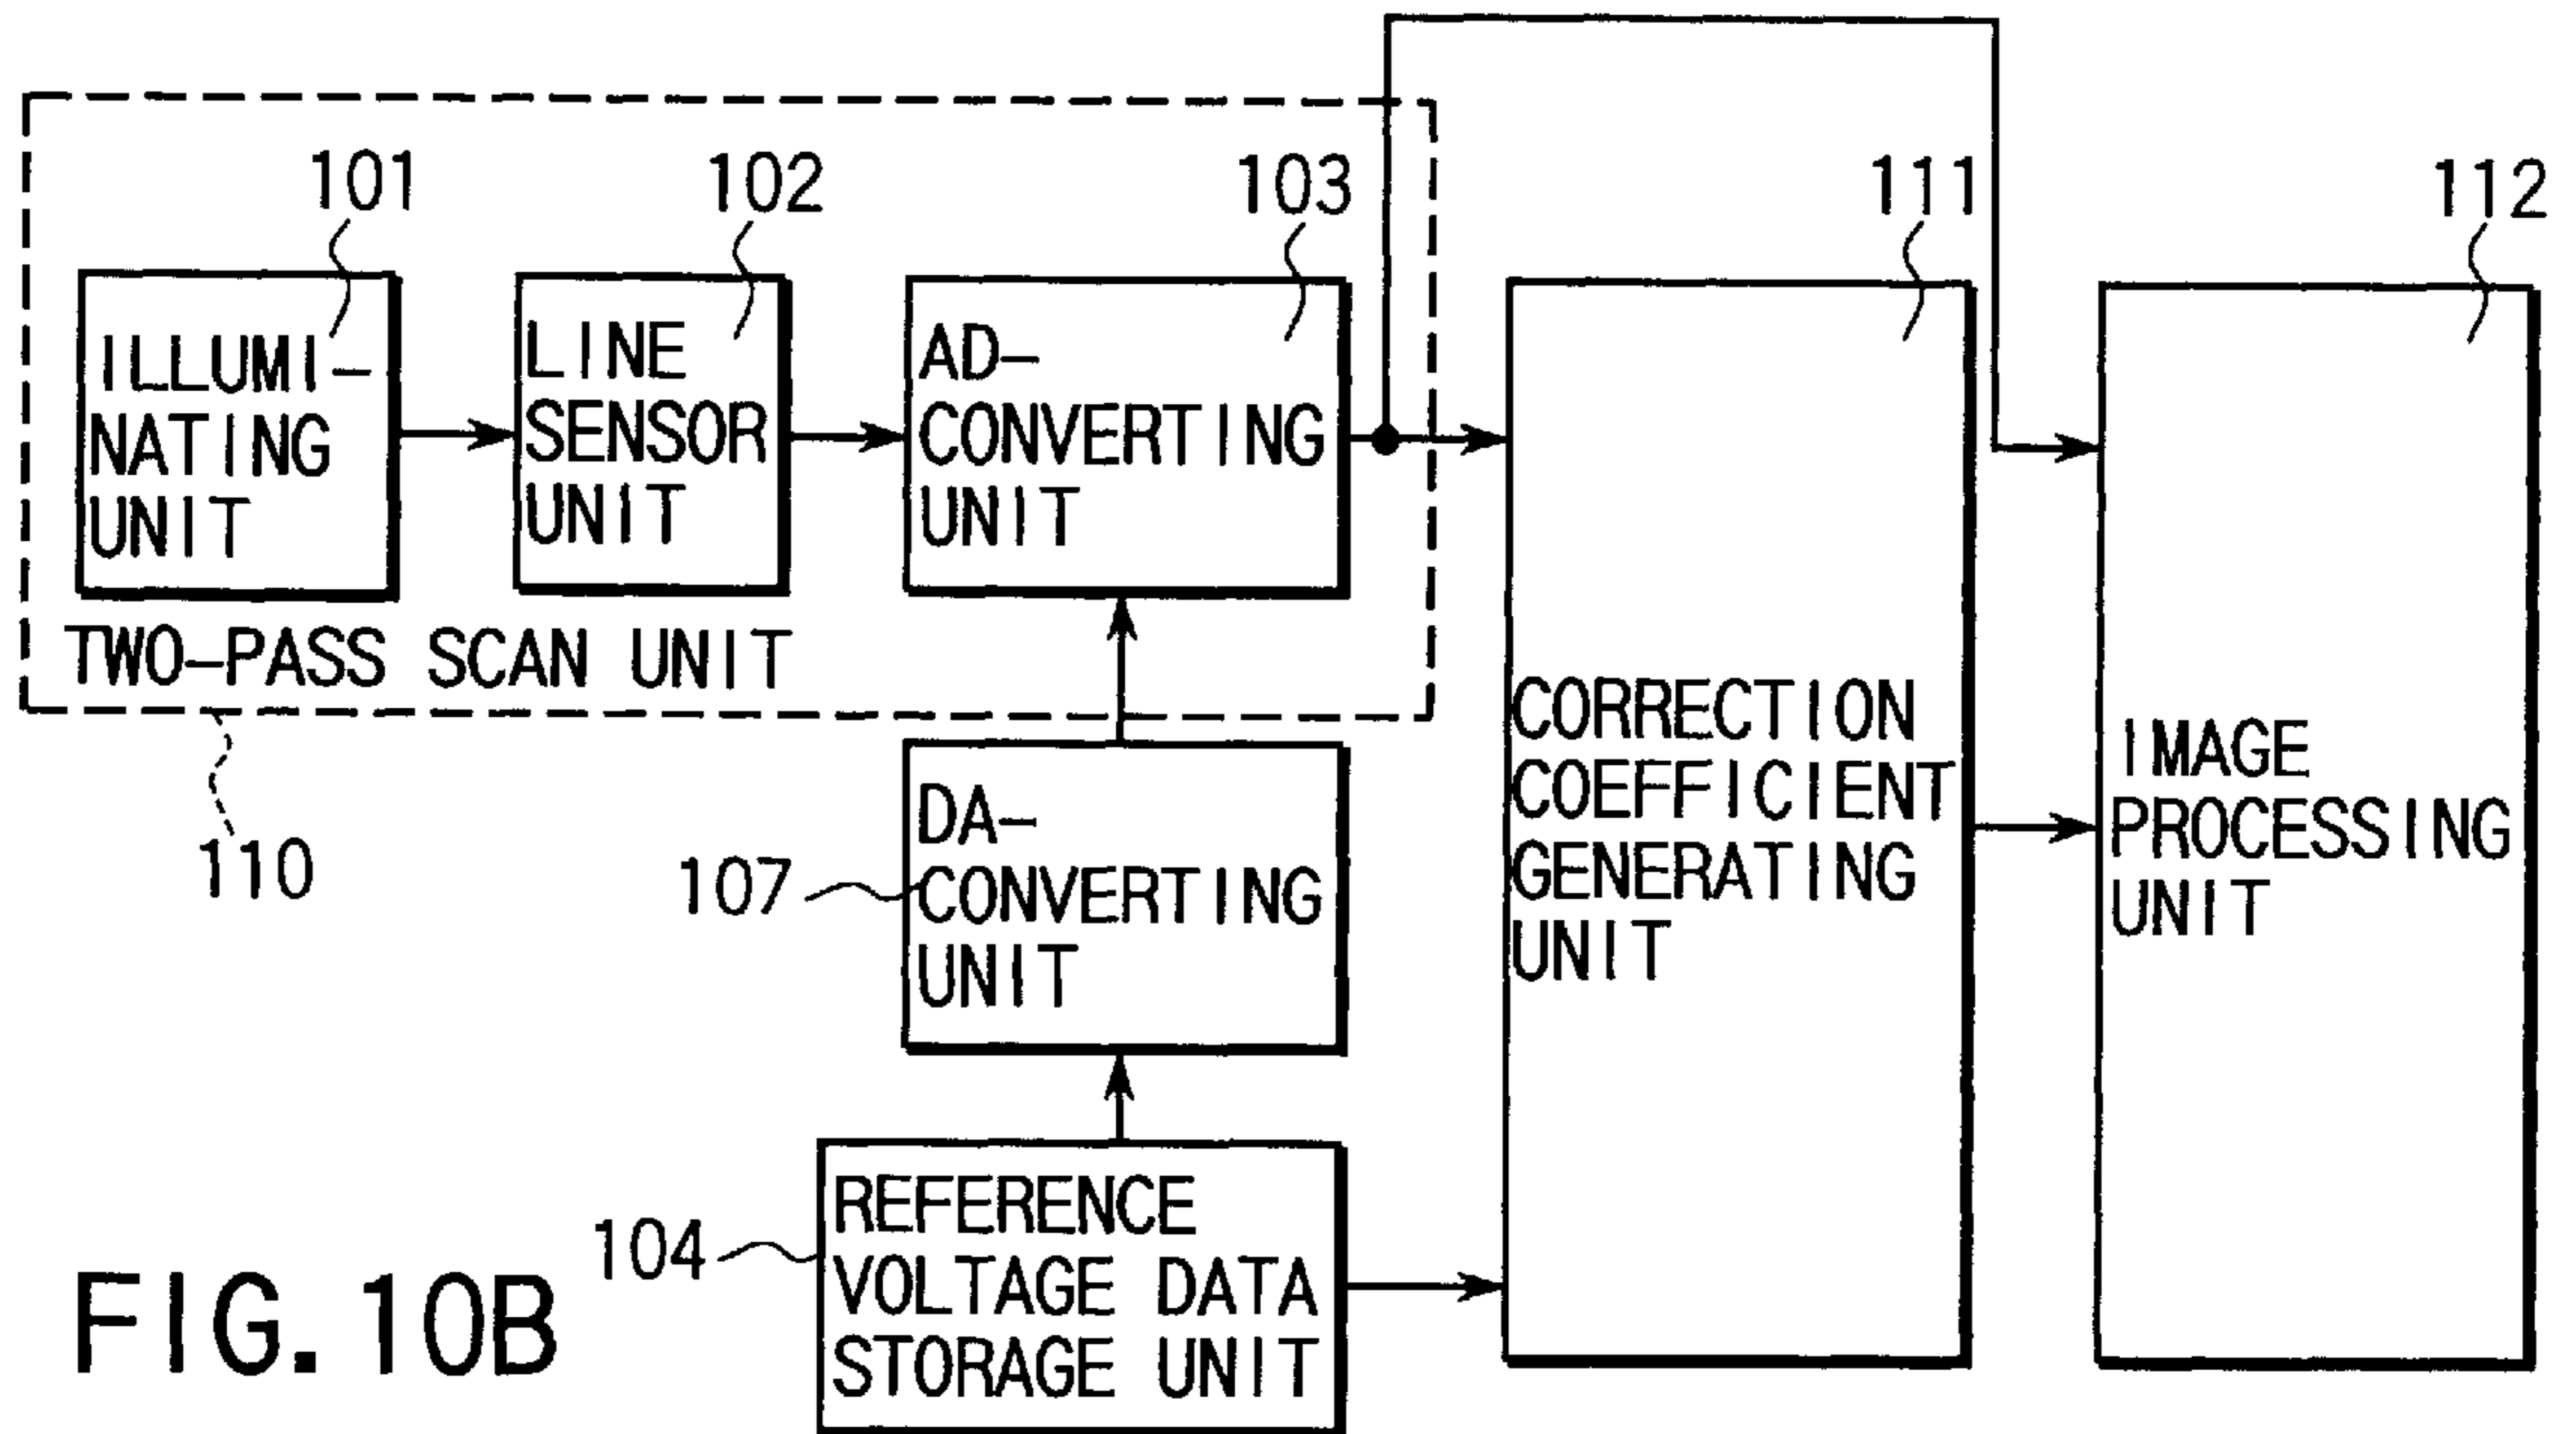 101
102
103
111
112
ILLUMI-
NATING
UNIT
LINE
SENSOR
UNIT
AD-
CONVERTING
UNIT
TWO-PASS SCAN UNIT
110
107
DA-
CONVERTING
UNIT
CORRECTION
COEFFICIENT
GENERATING
UNIT
IMAGE
PROCESSING
UNIT
104
REFERENCE
VOLTAGE DATA
STORAGE UNIT
FIG. 10B